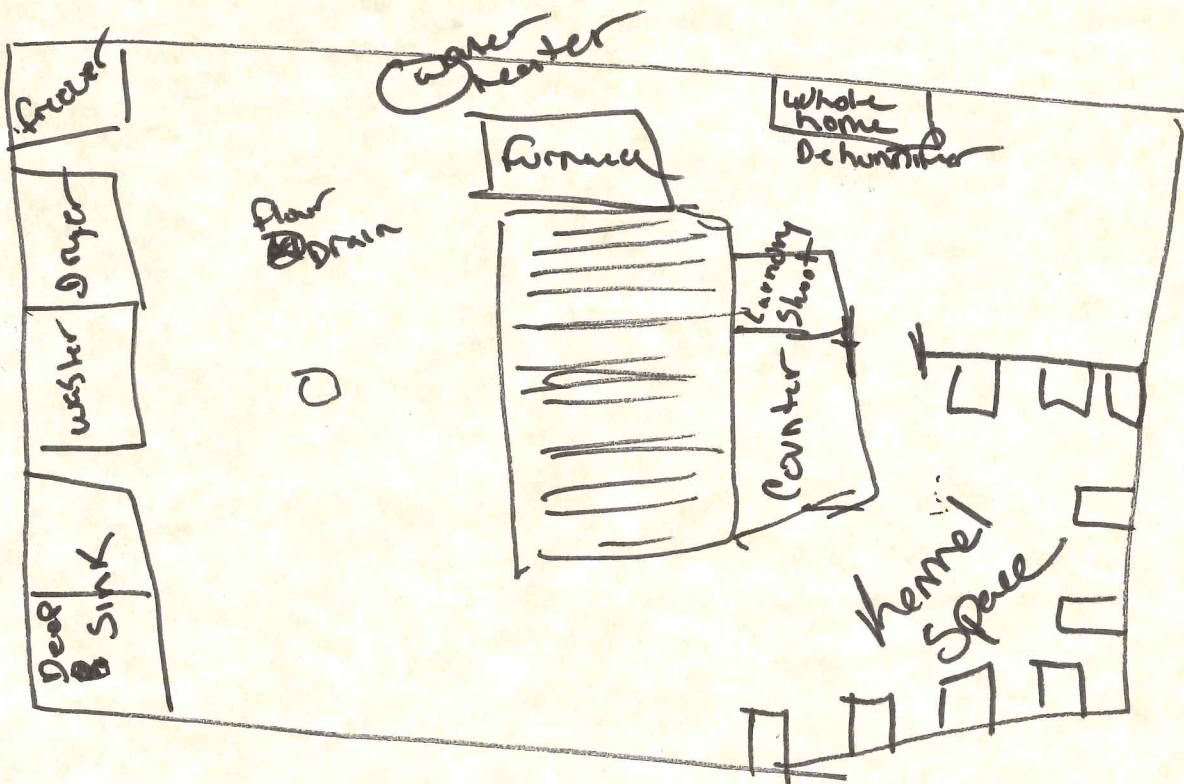 water
heater
freezer
whole
home
Dehumidifier
Furnace
Dryer
Floor
Drain
Laundry
Shoot
washer
Counter
Deep
Sink
Kennel
Space